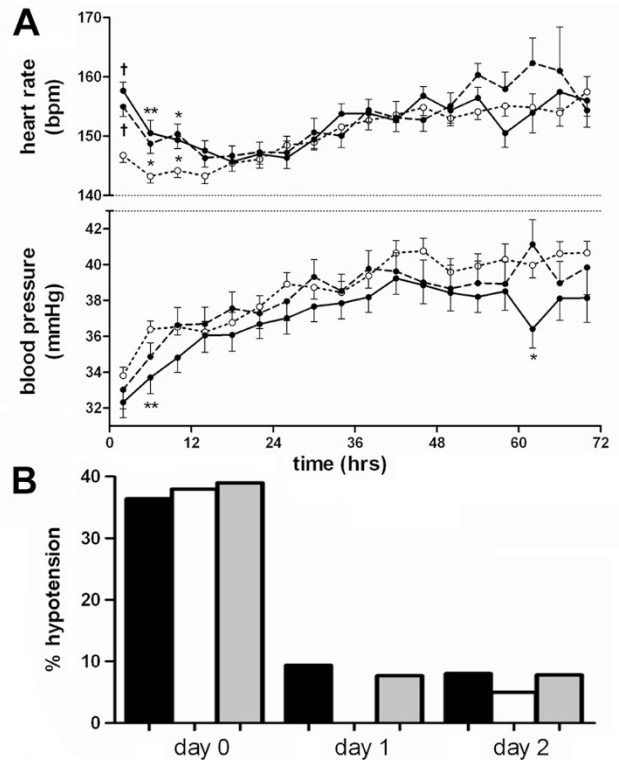 A
heart rate
(bpm)
170
160
150
140
†
**
*
†
*
*
blood pressure
(mmHg)
42
40
38
36
34
32
**
*
0
12
24
36
48
60
72
time (hrs)
B
% hypotension
40
30
20
10
0
day 0
day 1
day 2